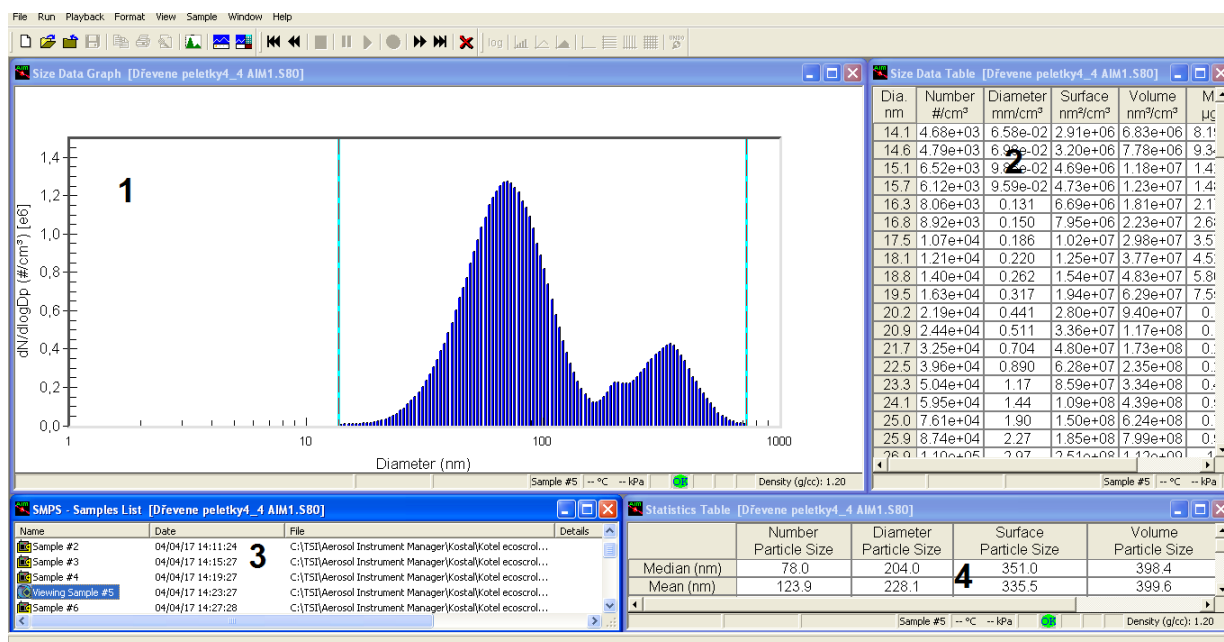 File Run Playback Format View Sample Window Help
Size Data Graph [Dřevene peletky4_4 AIM1.S80]
1
1,4
1,2
1,0
0,8
0,6
0,4
0,2
0,0
dN/dlogDp (#/cm³) [e6]
1 10 100 1000
Diameter (nm)
Sample #5 -- °C -- kPa OK Density (g/cc): 1.20
Size Data Table [Dřevene peletky4_4 AIM1.S80]
2
Dia. Number Diameter Surface Volume
nm #/cm³ mm/cm³ nm²/cm³ nm³/cm³
14.1 4.68e+03 6.58e-02 2.91e+06 6.83e+06
14.6 4.79e+03 6.98e-02 3.20e+06 7.78e+06
15.1 6.52e+03 4.69e+06 1.18e+07
15.7 6.12e+03 9.59e-02 4.73e+06 1.23e+07
16.3 8.06e+03 0.131 6.69e+06 1.81e+07
16.8 8.92e+03 0.150 7.95e+06 2.23e+07
17.5 1.07e+04 0.186 1.02e+07 2.98e+07
18.1 1.21e+04 0.220 1.25e+07 3.77e+07
18.8 1.40e+04 0.262 1.54e+07 4.83e+07
19.5 1.63e+04 0.317 1.94e+07 6.29e+07
20.2 2.19e+04 0.441 2.80e+07 9.40e+07
20.9 2.44e+04 0.511 3.36e+07 1.17e+08
21.7 3.25e+04 0.704 4.80e+07 1.73e+08
22.5 3.96e+04 0.890 6.28e+07 2.35e+08
23.3 5.04e+04 1.17 8.59e+07 3.34e+08
24.1 5.95e+04 1.44 1.09e+08 4.39e+08
25.0 7.61e+04 1.90 1.50e+08 6.24e+08
25.9 8.74e+04 2.27 1.85e+08 7.99e+08
26.9 1.10e+05 2.97 2.51e+08 1.12e+09
Sample #5 -- °C -- kPa
SMPS - Samples List [Dřevene peletky4_4 AIM1.S80]
3
Name Date File Details
Sample #2 04/04/17 14:11:24 C:\TSI\Aerosol Instrument Manager\Kostal\Kotel ecoscrol...
Sample #3 04/04/17 14:15:27 C:\TSI\Aerosol Instrument Manager\Kostal\Kotel ecoscrol...
Sample #4 04/04/17 14:19:27 C:\TSI\Aerosol Instrument Manager\Kostal\Kotel ecoscrol...
Viewing Sample #5 04/04/17 14:23:27 C:\TSI\Aerosol Instrument Manager\Kostal\Kotel ecoscrol...
Sample #6 04/04/17 14:27:28 C:\TSI\Aerosol Instrument Manager\Kostal\Kotel ecoscrol...
Statistics Table [Dřevene peletky4_4 AIM1.S80]
4
Number Diameter Surface Volume
Particle Size Particle Size Particle Size Particle Size
Median (nm) 78.0 204.0 351.0 398.4
Mean (nm) 123.9 228.1 335.5 399.6
Sample #5 -- °C -- kPa OK Density (g/cc): 1.20